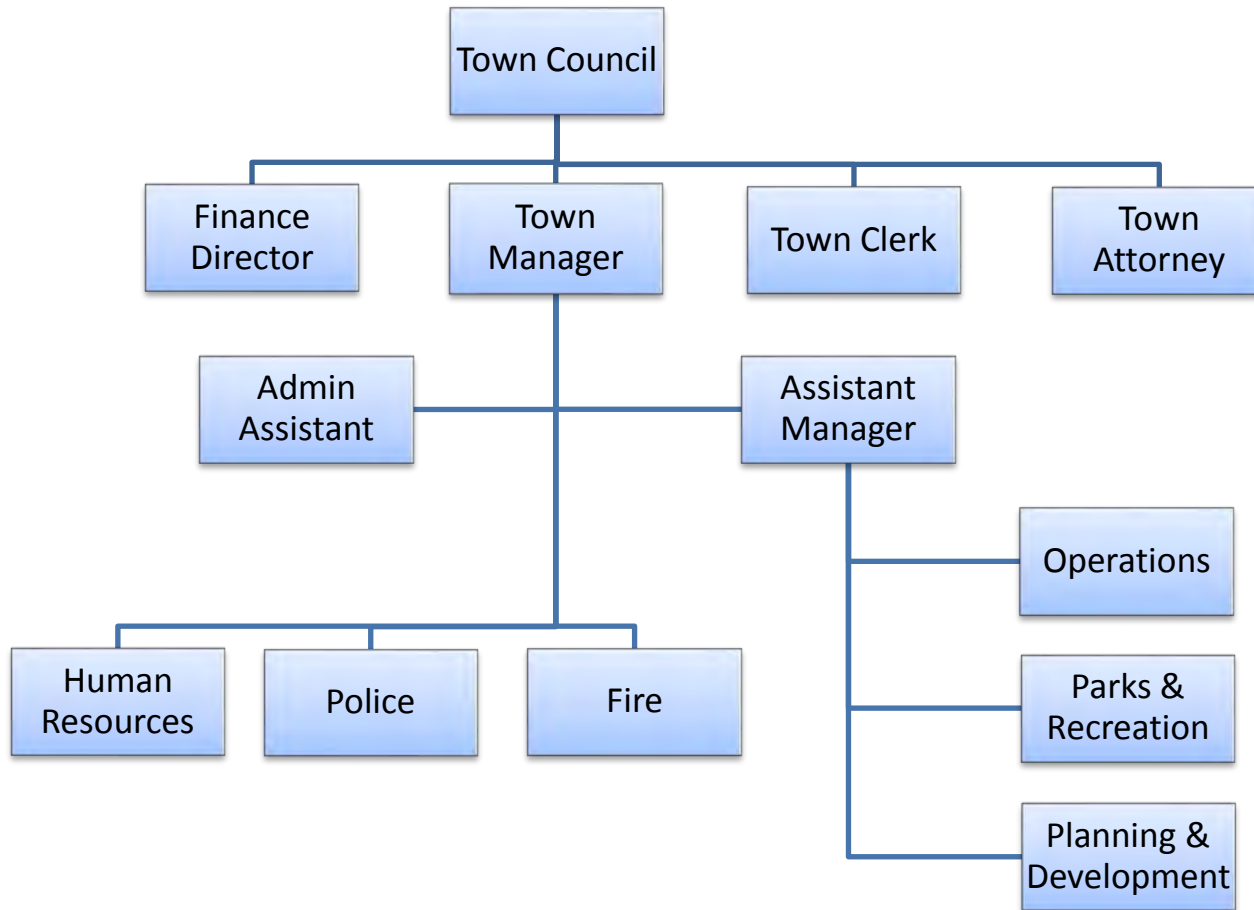 Town Council
Finance
Director
Town
Manager
Town Clerk
Town
Attorney
Admin
Assistant
Assistant
Manager
Operations
Human
Resources
Police
Fire
Parks &
Recreation
Planning &
Development